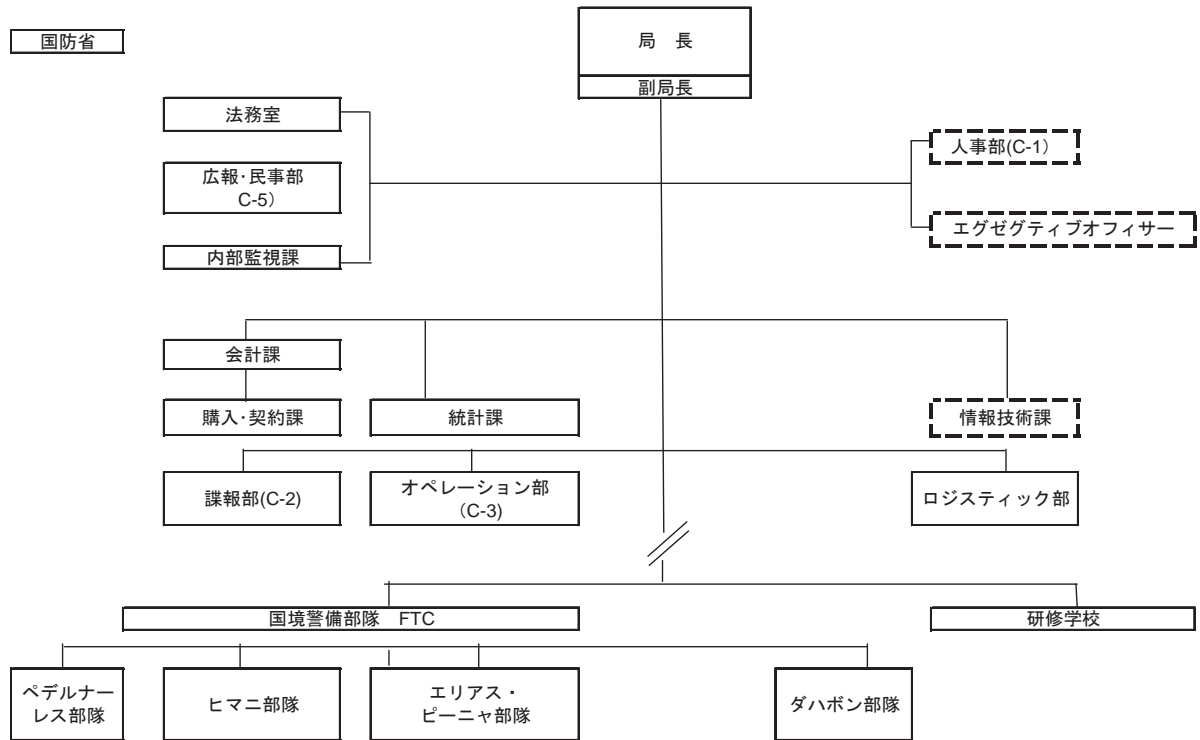 国防省
局　長
副局長
法務室
人事部(C-1）
広報･民事部
C-5）
エグゼグティブオフィサー
内部監視課
会計課
購入･契約課
統計課
情報技術課
諜報部(C-2)
オペレーション部
（C-3)
ロジスティック部
国境警備部隊　FTC
研修学校
ペデルナー
レス部隊
ヒマニ部隊
エリアス・
ピーニャ部隊
ダハボン部隊